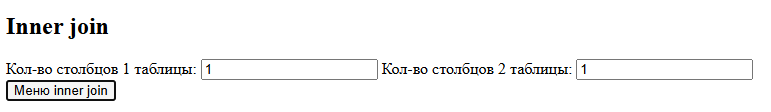 Inner join
Кол-во столбцов 1 таблицы: 1 Кол-во столбцов 2 таблицы: 1
Меню inner join